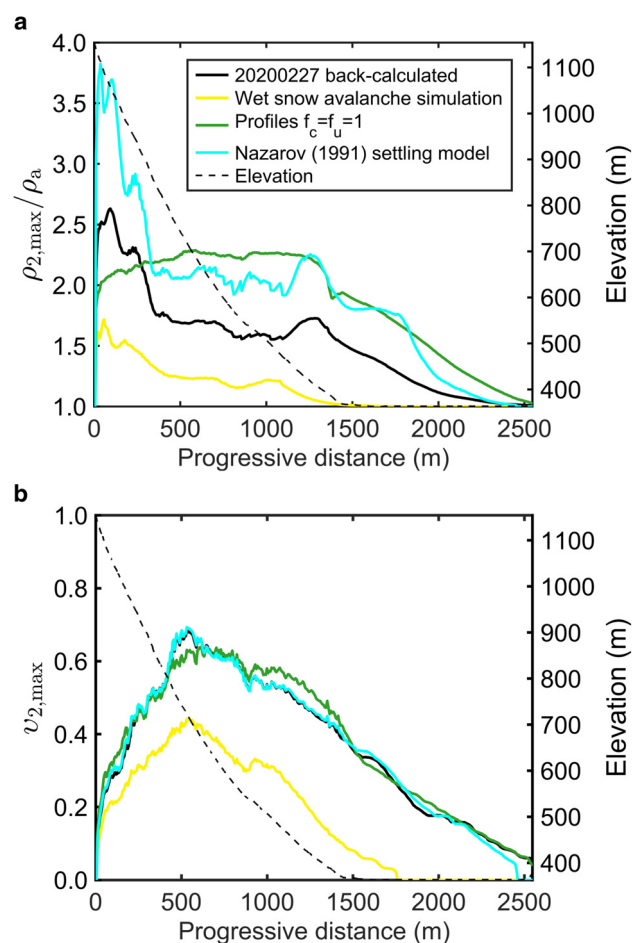 a
4.0
3.5
3.0
2.5
2.0
1.5
1.0
ρ2,max/ρa
20200227 back-calculated
Wet snow avalanche simulation
Profiles fc=fu=1
Nazarov (1991) settling model
Elevation
1100
1000
900
800
700
600
500
400
Elevation (m)
0 500 1000 1500 2000 2500
Progressive distance (m)
b
1.0
0.8
0.6
0.4
0.2
0.0
υ2,max
1100
1000
900
800
700
600
500
400
Elevation (m)
0 500 1000 1500 2000 2500
Progressive distance (m)